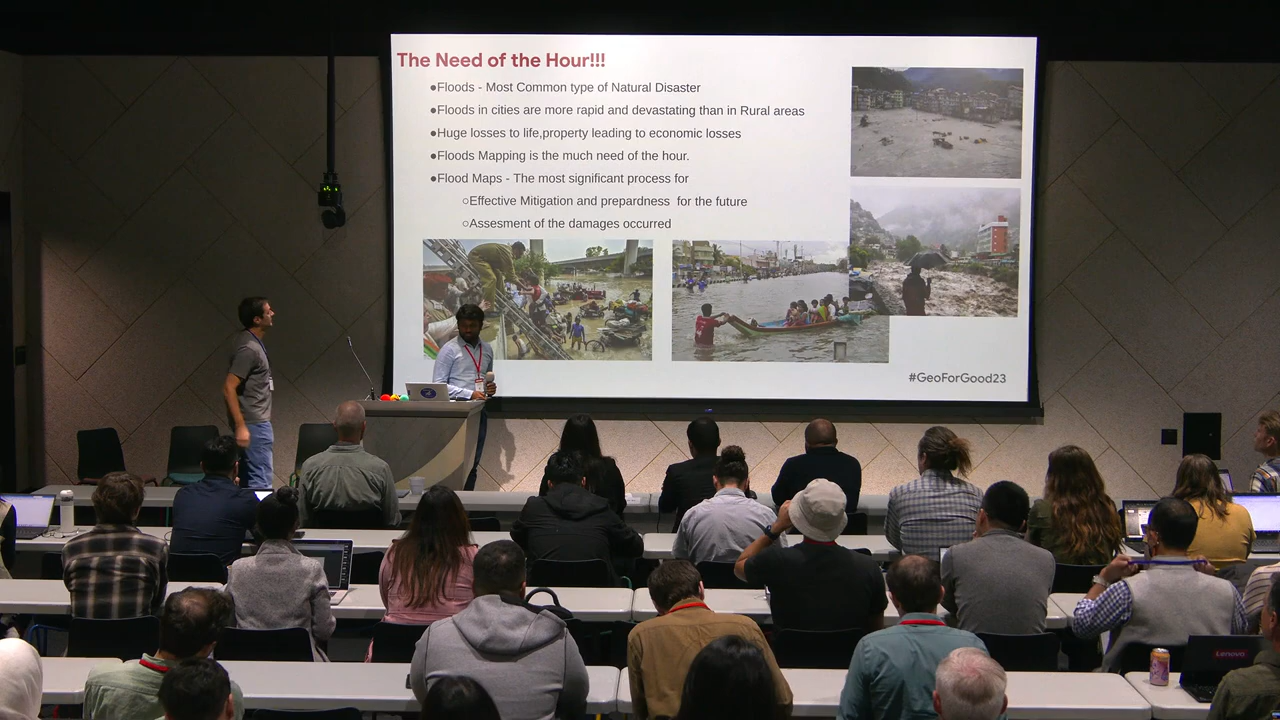 The Need of the Hour!!!
●Floods - Most Common type of Natural Disaster
●Floods in cities are more rapid and devastating than in Rural areas
●Huge losses to life,property leading to economic losses
●Floods Mapping is the much need of the hour.
●Flood Maps - The most significant process for
○Effective Mitigation and prepardness  for the future
○Assesment of the damages occurred
#GeoForGood23
Lenovo